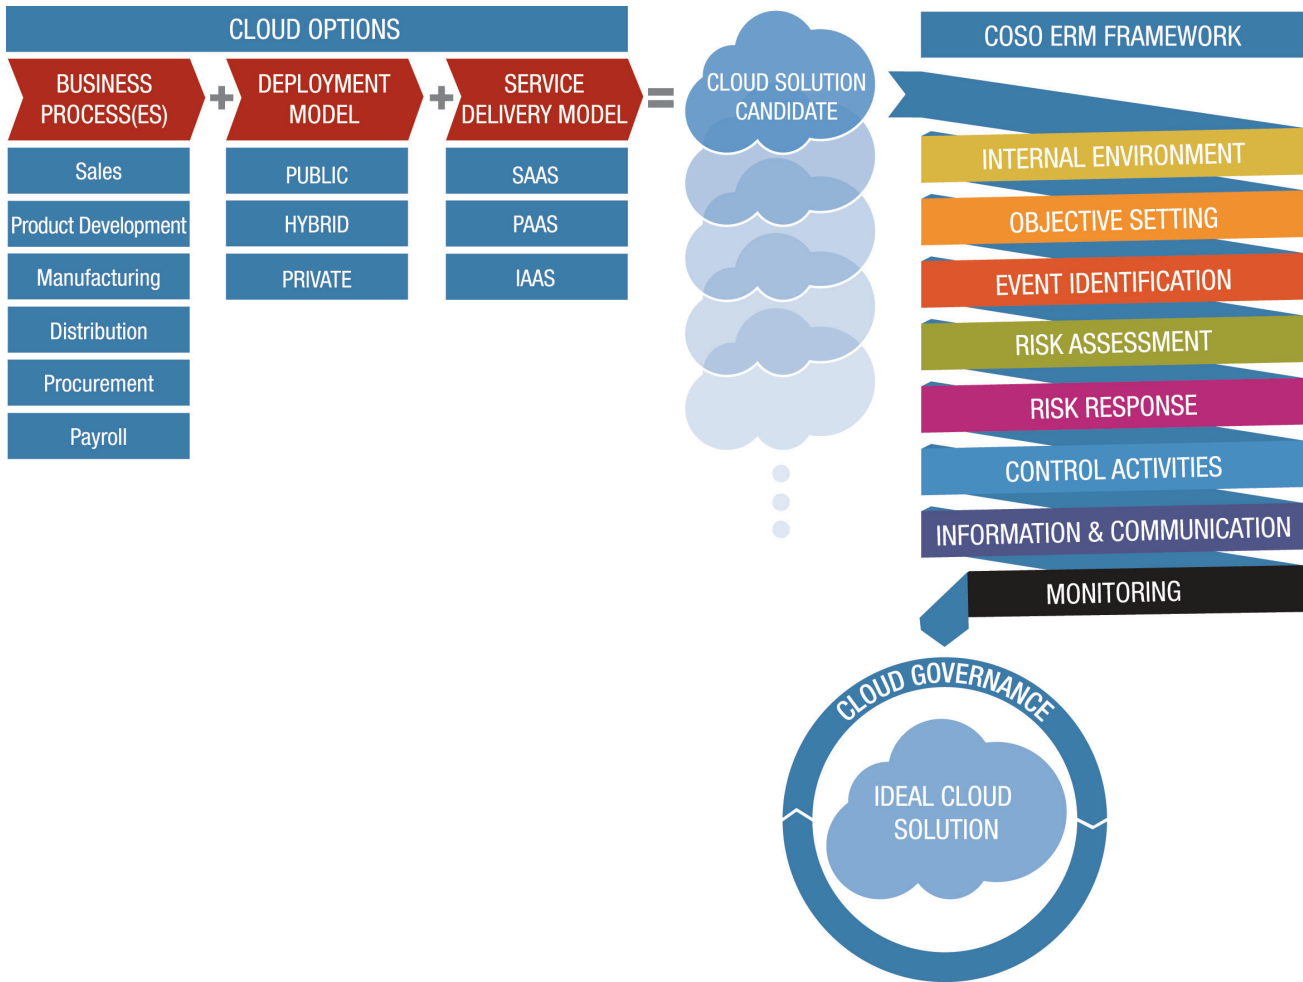 CLOUD OPTIONS
BUSINESS
PROCESS(ES)
+
DEPLOYMENT
MODEL
+
SERVICE
DELIVERY MODEL
=
CLOUD SOLUTION
CANDIDATE
Sales
Product Development
Manufacturing
Distribution
Procurement
Payroll
PUBLIC
HYBRID
PRIVATE
SAAS
PAAS
IAAS
COSO ERM FRAMEWORK
INTERNAL ENVIRONMENT
OBJECTIVE SETTING
EVENT IDENTIFICATION
RISK ASSESSMENT
RISK RESPONSE
CONTROL ACTIVITIES
INFORMATION & COMMUNICATION
MONITORING
CLOUD GOVERNANCE
IDEAL CLOUD
SOLUTION